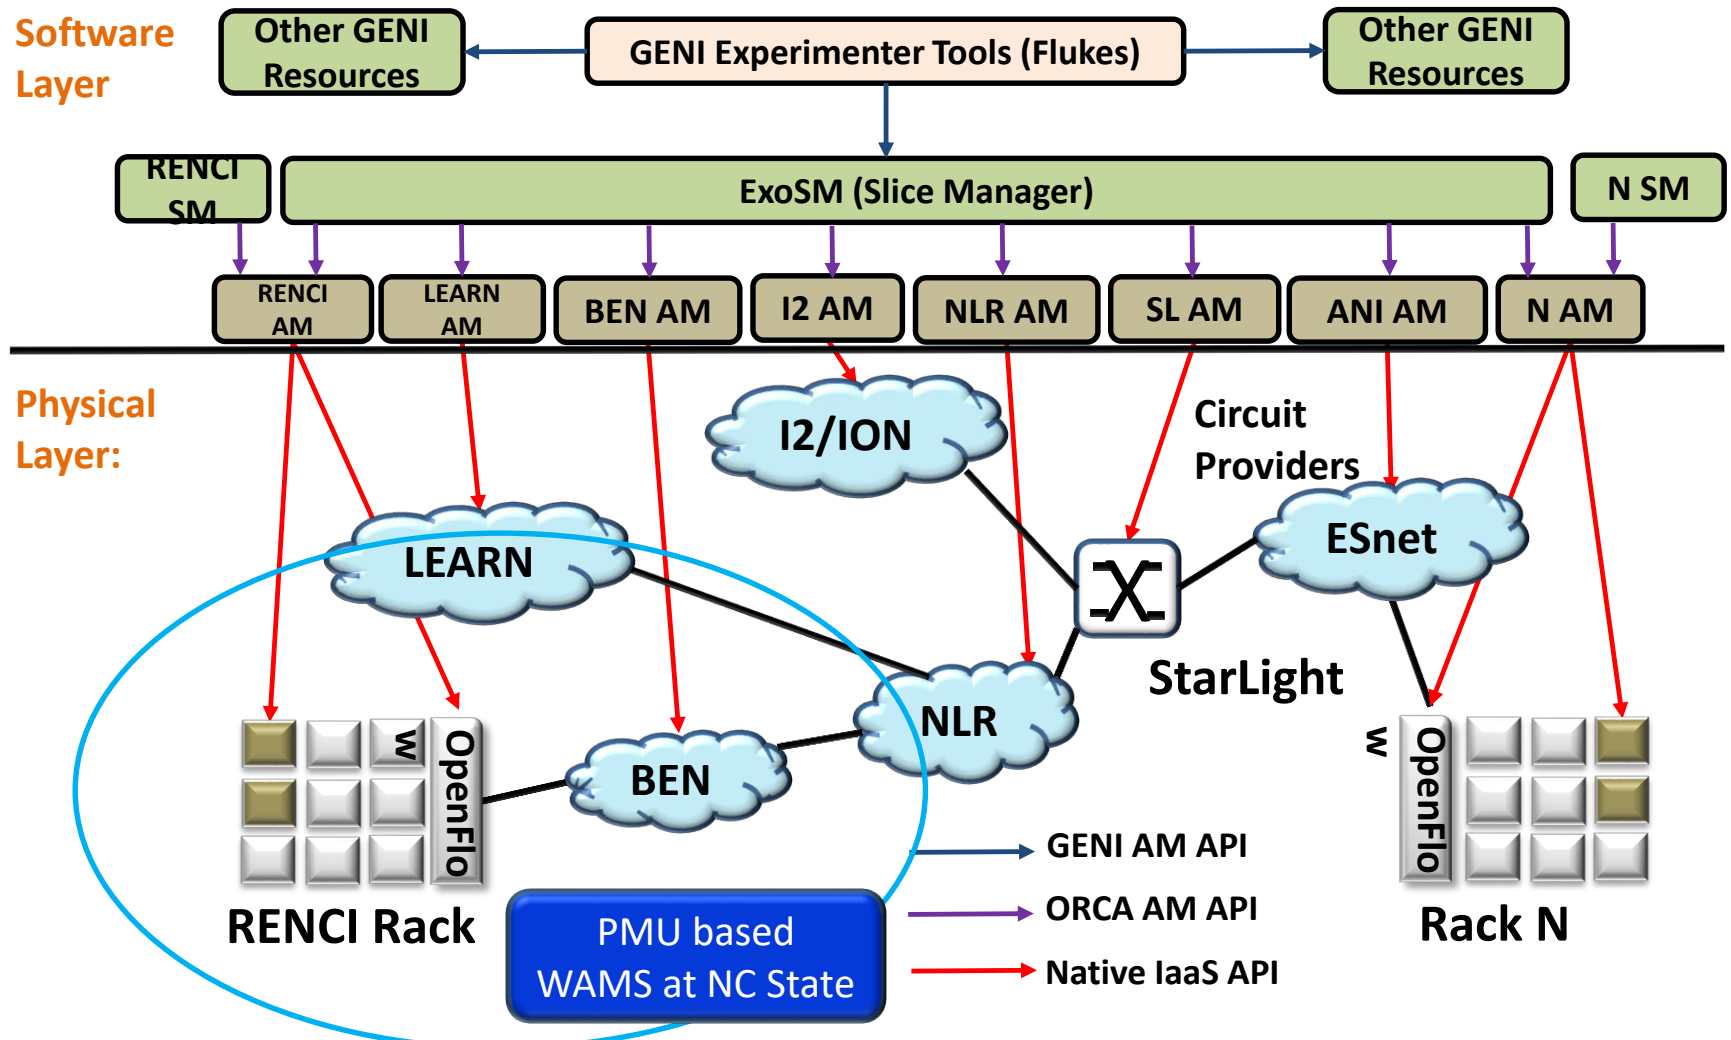 Software
Layer
Other GENI
Resources
GENI Experimenter Tools (Flukes)
Other GENI
Resources
RENCI
SM
ExoSM (Slice Manager)
N SM
RENCI
AM
LEARN
AM
BEN AM
I2 AM
NLR AM
SL AM
ANI AM
N AM
Physical
Layer:
I2/ION
Circuit
Providers
LEARN
ESnet
StarLight
NLR
BEN
OpenFlo
w
OpenFlo
w
RENCI Rack
Rack N
PMU based
WAMS at NC State
GENI AM API
ORCA AM API
Native IaaS API